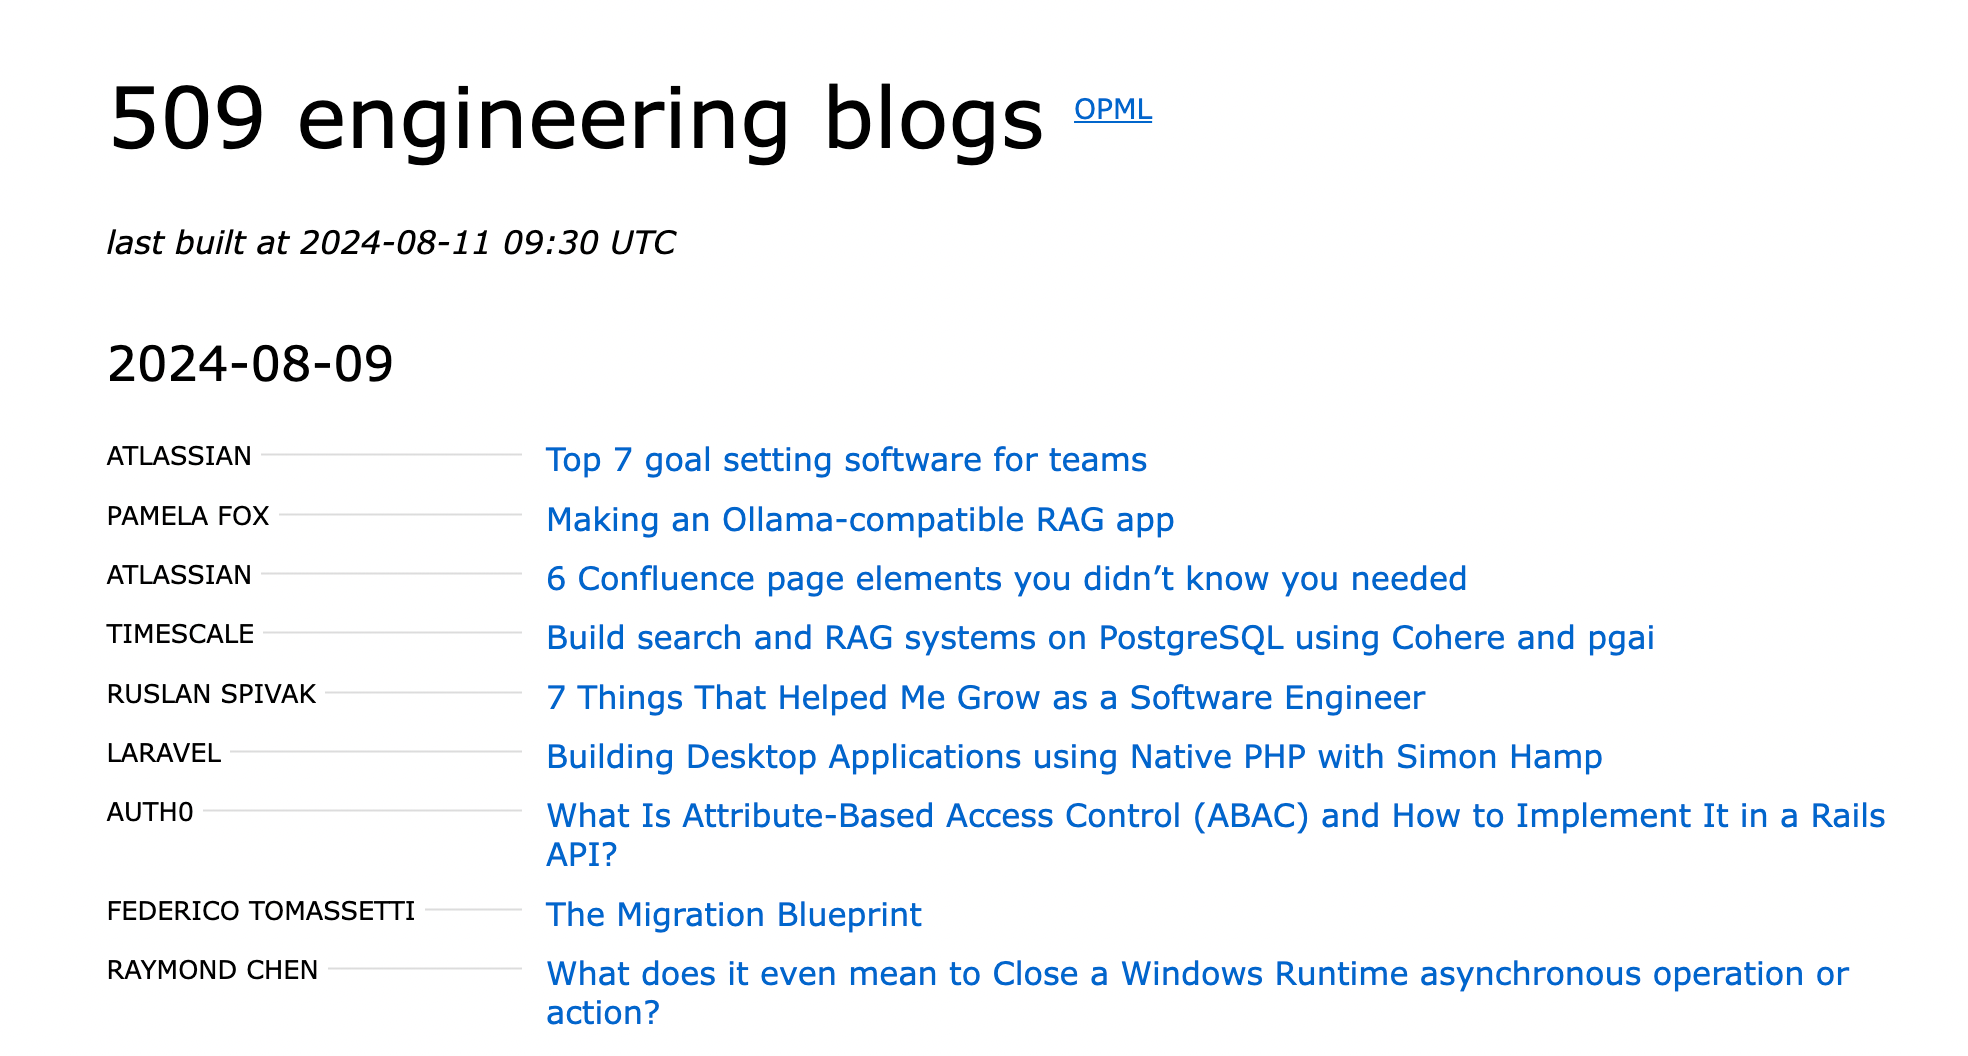 509 engineering blogs OPML
last built at 2024-08-11 09:30 UTC
2024-08-09
ATLASSIAN Top 7 goal setting software for teams
PAMELA FOX Making an Ollama-compatible RAG app
ATLASSIAN 6 Confluence page elements you didn’t know you needed
TIMESCALE Build search and RAG systems on PostgreSQL using Cohere and pgai
RUSLAN SPIVAK 7 Things That Helped Me Grow as a Software Engineer
LARAVEL Building Desktop Applications using Native PHP with Simon Hamp
AUTH0 What Is Attribute-Based Access Control (ABAC) and How to Implement It in a Rails
API?
FEDERICO TOMASSETTI The Migration Blueprint
RAYMOND CHEN What does it even mean to Close a Windows Runtime asynchronous operation or
action?